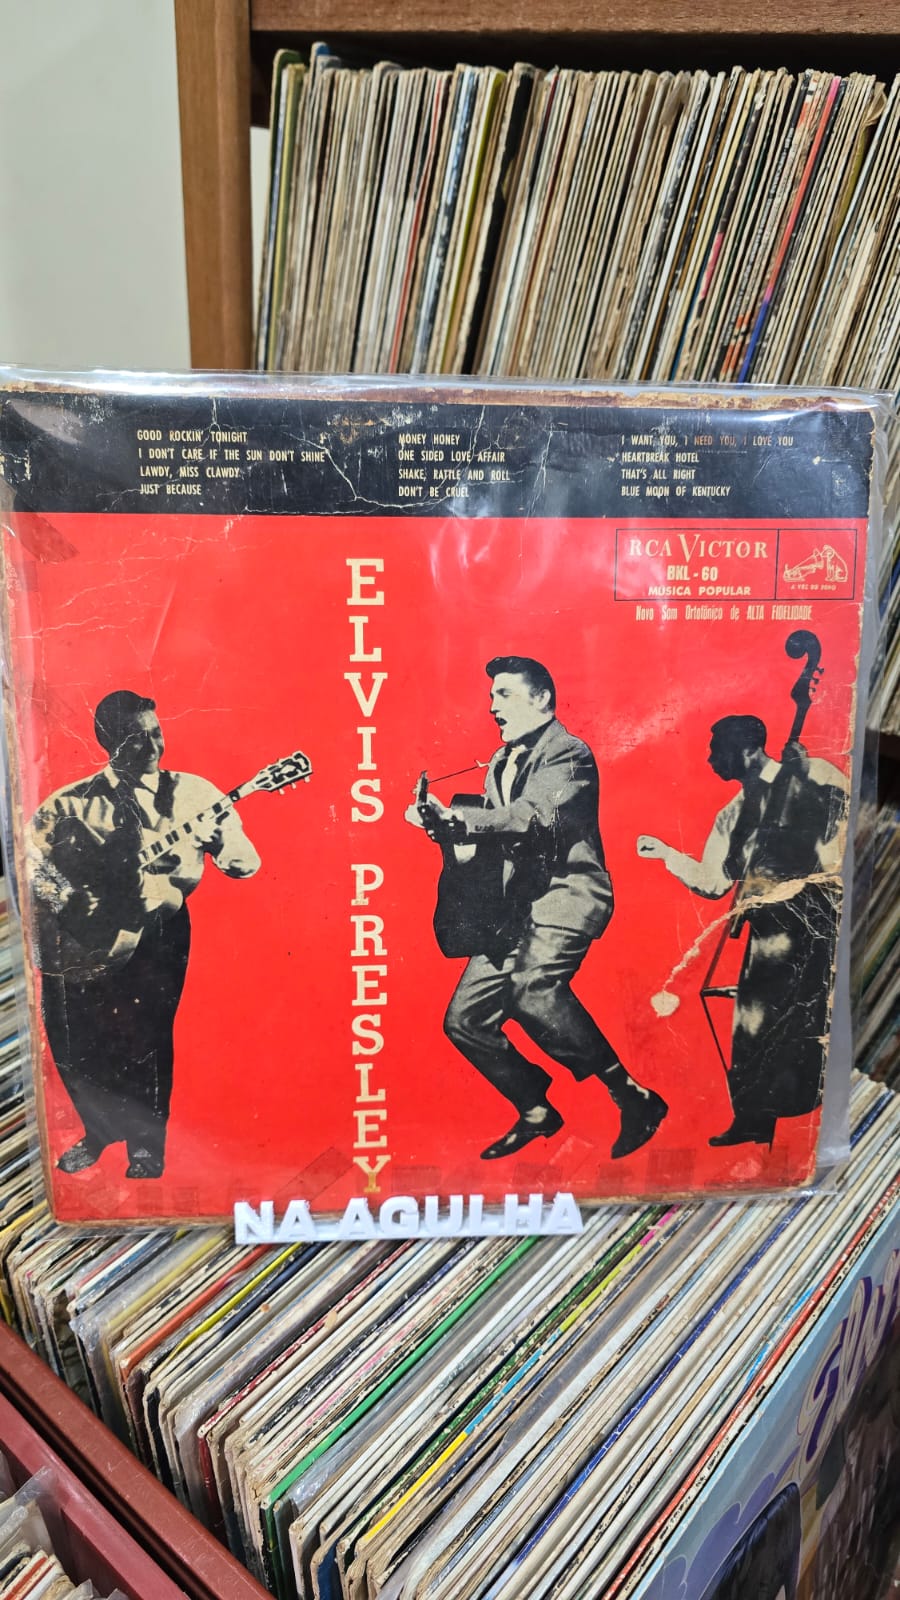 GOOD ROCKIN' TONIGHT
I DON'T CARE IF THE SUN DON'T SHINE
LAWDY, MISS CLAWDY
JUST BECAUSE
MONEY HONEY
ONE SIDED LOVE AFFAIR
SHAKE, RATTLE AND ROLL
DON'T BE CRUEL
I WANT YOU, I NEED YOU, I LOVE YOU
HEARTBREAK HOTEL
THAT'S ALL RIGHT
BLUE MOON OF KENTUCKY
RCA VICTOR
BKL-60
MÚSICA POPULAR
A VOZ DO DONO
Novo Som Ortofônico de ALTA FIDELIDADE
ELVIS PRESLEY
NA AGULHA